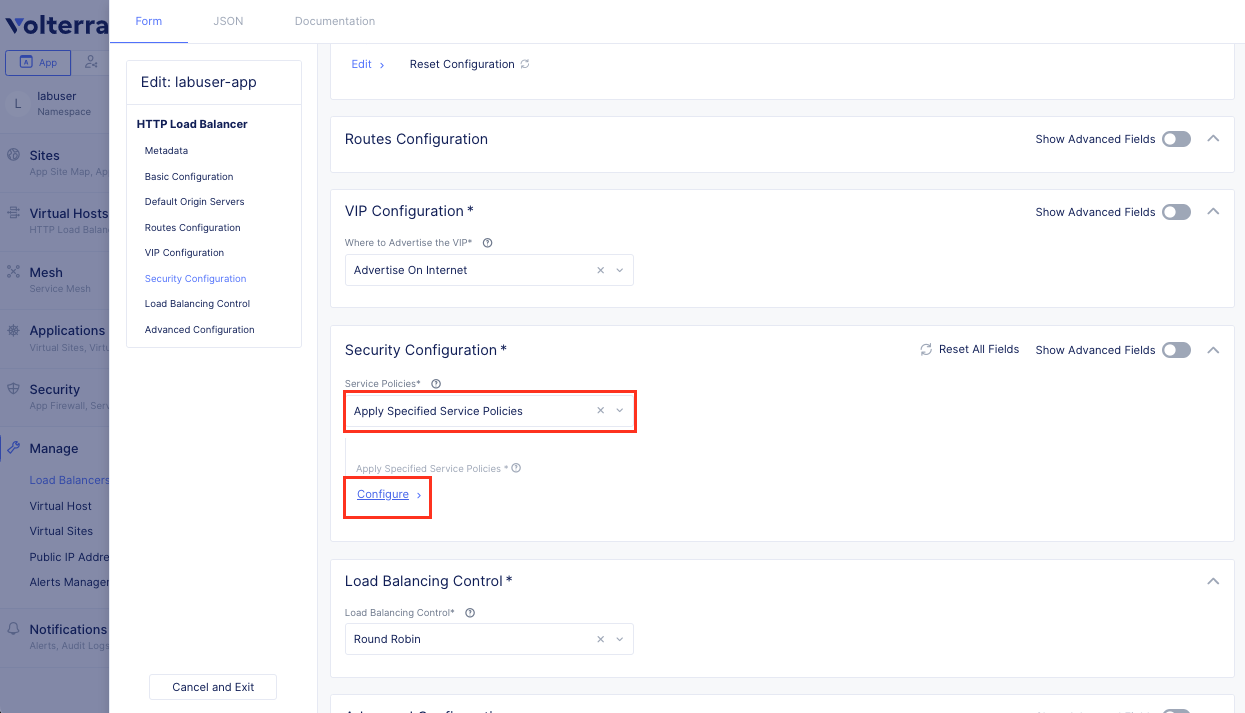 Volterra
App
L
labuser
Namespace
Sites
App Site Map, Ap
Virtual Hosts
HTTP Load Balan
Mesh
Service Mesh
Applications
Virtual Sites, Virtu
Security
App Firewall, Serv
Manage
Load Balancers
Virtual Host
Virtual Sites
Public IP Addre
Alerts Manager
Notifications
Alerts, Audit Logs
Form
JSON
Documentation
Edit: labuser-app
HTTP Load Balancer
Metadata
Basic Configuration
Default Origin Servers
Routes Configuration
VIP Configuration
Security Configuration
Load Balancing Control
Advanced Configuration
Cancel and Exit
Edit > Reset Configuration
Routes Configuration
Show Advanced Fields
VIP Configuration *
Show Advanced Fields
Where to Advertise the VIP*
Advertise On Internet
Security Configuration *
Reset All Fields
Show Advanced Fields
Service Policies*
Apply Specified Service Policies
Apply Specified Service Policies *
Configure >
Load Balancing Control *
Load Balancing Control*
Round Robin